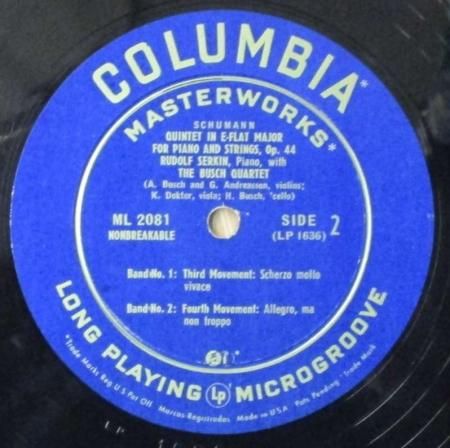 COLUMBIA*
MASTERWORKS*
SCHUMANN
QUINTET IN E-FLAT MAJOR
FOR PIANO AND STRINGS, Op. 44
RUDOLF SERKIN, Piano, with
THE BUSCH QUARTET
(A. Busch and G. Andreasson, violins;
K. Doktor, viola; H. Busch, 'cello)
ML 2081
NONBREAKABLE
SIDE 2
(LP 1636)
Band No. 1: Third Movement: Scherzo molto
vivace
Band No. 2: Fourth Movement: Allegro, ma
non troppo
LONG PLAYING Lp MICROGROOVE
*Trade Marks Reg U S Pat Off Marcas Registradas Made in U S A Pats Pending *Trade Mark